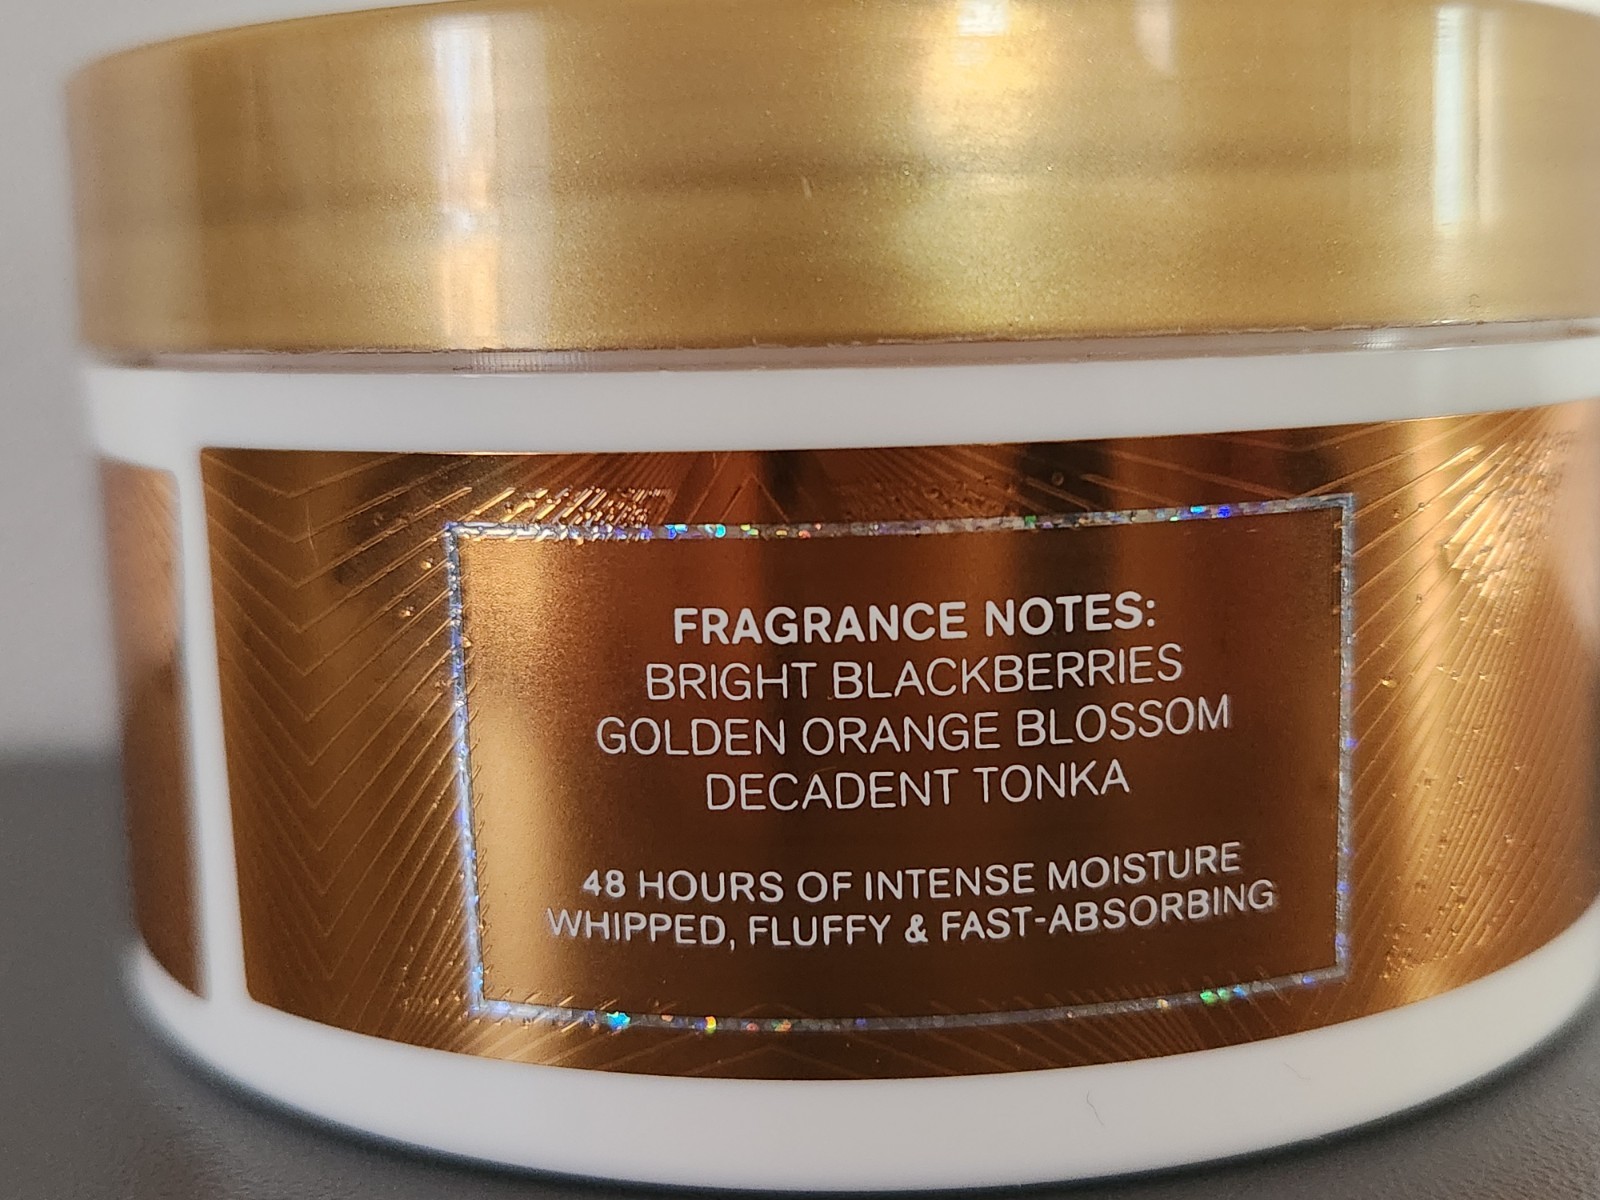 FRAGRANCE NOTES:
BRIGHT BLACKBERRIES
GOLDEN ORANGE BLOSSOM
DECADENT TONKA
48 HOURS OF INTENSE MOISTURE
WHIPPED, FLUFFY & FAST-ABSORBING